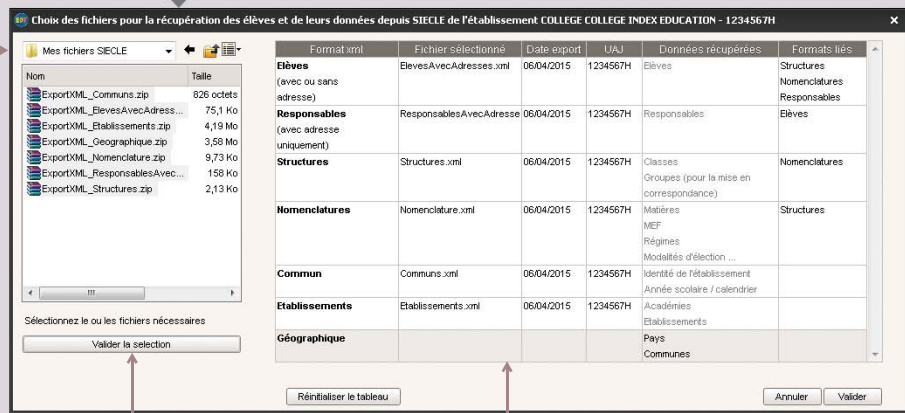 EDT Choix des fichiers pour la récupération des élèves et de leurs données depuis SIECLE de l'établissement COLLEGE COLLEGE INDEX EDUCATION - 1234567H
Mes fichiers SIECLE
Nom Taille
ExportXML_Communs.zip 826 octets
ExportXML_ElevesAvecAdress... 75,1 Ko
ExportXML_Etablissements.zip 4,19 Mo
ExportXML_Geographique.zip 3,58 Mo
ExportXML_Nomenclature.zip 9,73 Ko
ExportXML_ResponsablesAvec... 158 Ko
ExportXML_Structures.zip 2,13 Ko
Sélectionnez le ou les fichiers nécessaires
Valider la selection
Format xml Fichier sélectionné Date export UAJ Données récupérées Formats liés
Elèves ElevesAvecAdresses.xml 06/04/2015 1234567H Elèves Structures
(avec ou sans Nomenclatures
adresse) Responsables
Responsables ResponsablesAvecAdresse 06/04/2015 1234567H Responsables Elèves
(avec adresse
uniquement)
Structures Structures.xml 06/04/2015 1234567H Classes Nomenclatures
Groupes (pour la mise en
correspondance)
Nomenclatures Nomenclature.xml 06/04/2015 1234567H Matières Structures
MEF
Régimes
Modalités d'élection ...
Commun Communs.xml 06/04/2015 1234567H Identité de l'établissement
Année scolaire / calendrier
Etablissements Etablissements.xml 06/04/2015 1234567H Académies
Etablissements
Géographique Pays
Communes
Réinitialiser le tableau Annuler Valider